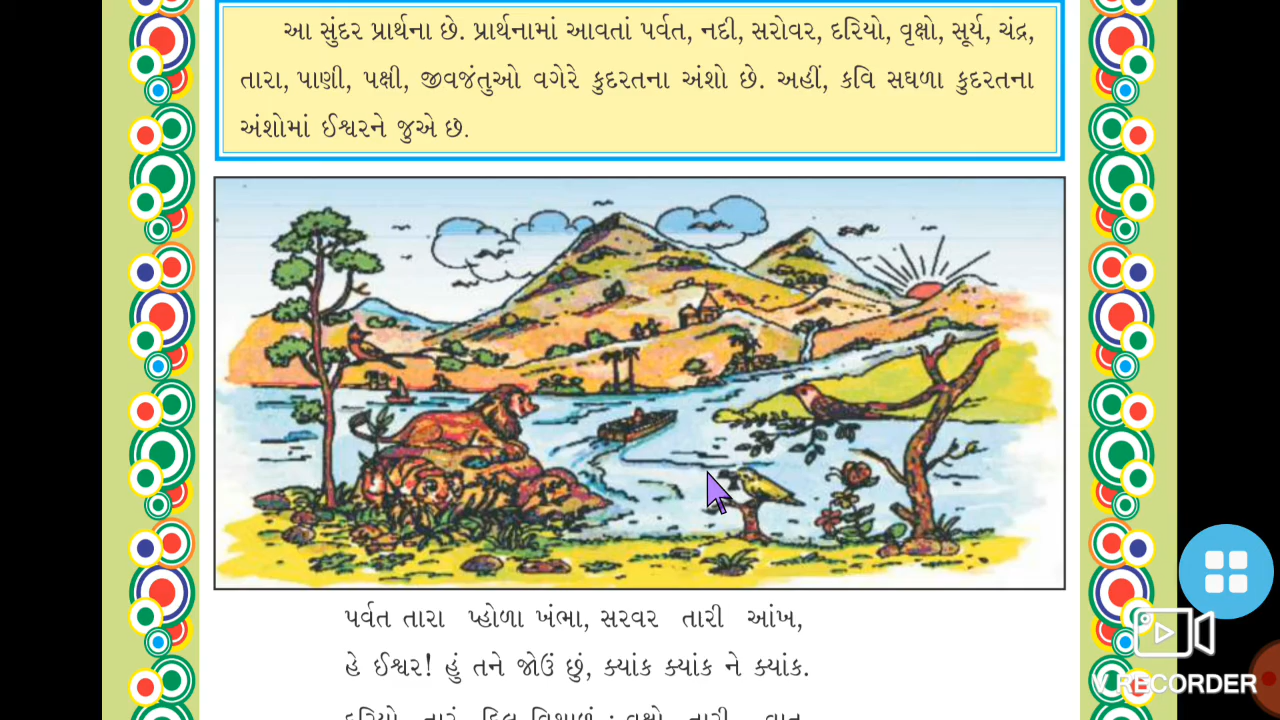 આ સુંદર પ્રાર્થના છે. પ્રાર્થનામાં આવતાં પર્વત, નદી, સરોવર, દરિયો, વૃક્ષો, સૂર્ય, ચંદ્ર,
તારા, પાણી, પક્ષી, જીવજંતુઓ વગેરે કુદરતના અંશો છે. અહીં, કવિ સઘળા કુદરતના
અંશોમાં ઈશ્વરને જુએ છે.
પર્વત તારા પ્હોળા ખંભા, સરવર તારી આંખ,
હે ઈશ્વર! હું તને જોઉં છું, ક્યાંક ક્યાંક ને ક્યાંક.
V RECORDER